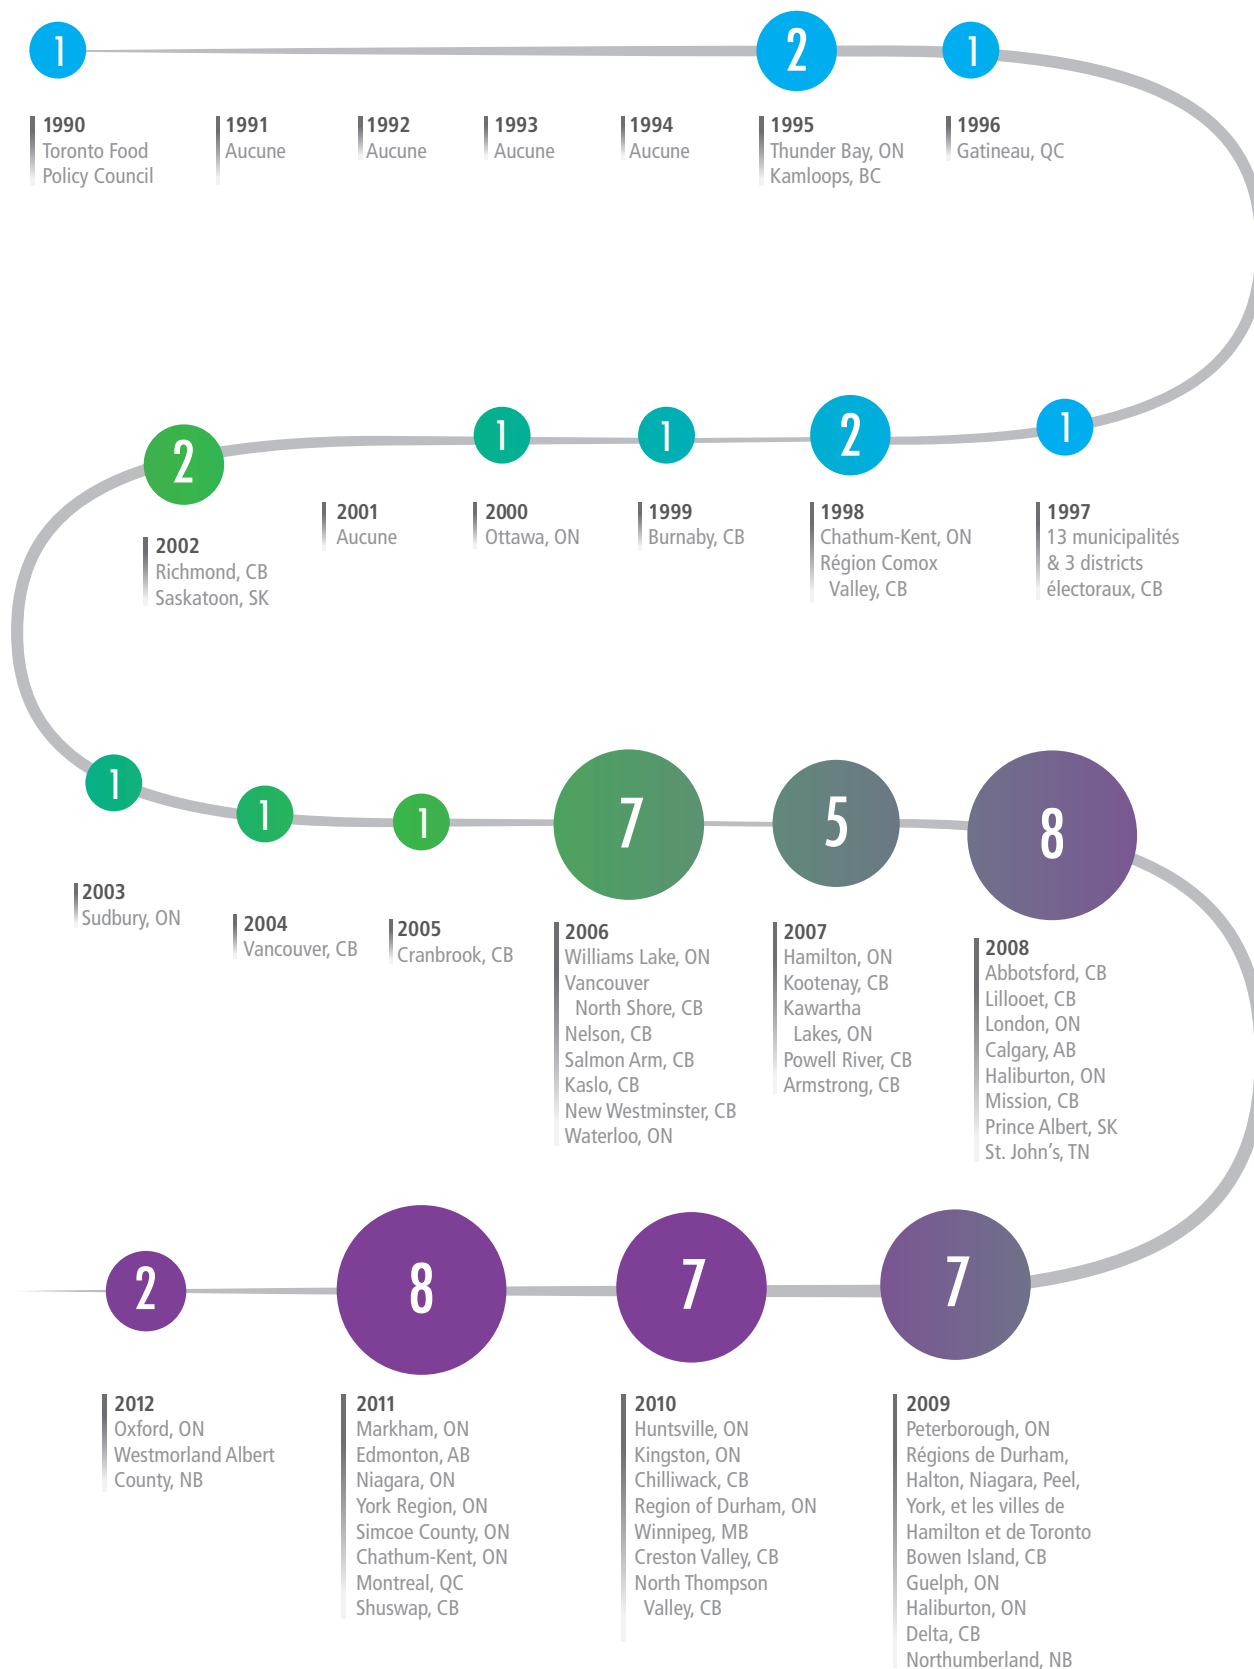 1
2
1
1990
Toronto Food
Policy Council
1991
Aucune
1992
Aucune
1993
Aucune
1994
Aucune
1995
Thunder Bay, ON
Kamloops, BC
1996
Gatineau, QC
2
1
1
2
1
2002
Richmond, CB
Saskatoon, SK
2001
Aucune
2000
Ottawa, ON
1999
Burnaby, CB
1998
Chathum-Kent, ON
Région Comox
Valley, CB
1997
13 municipalités
& 3 districts
électoraux, CB
1
1
1
7
5
8
2003
Sudbury, ON
2004
Vancouver, CB
2005
Cranbrook, CB
2006
Williams Lake, ON
Vancouver
North Shore, CB
Nelson, CB
Salmon Arm, CB
Kaslo, CB
New Westminster, CB
Waterloo, ON
2007
Hamilton, ON
Kootenay, CB
Kawartha
Lakes, ON
Powell River, CB
Armstrong, CB
2008
Abbotsford, CB
Lillooet, CB
London, ON
Calgary, AB
Haliburton, ON
Mission, CB
Prince Albert, SK
St. John's, TN
2
8
7
7
2012
Oxford, ON
Westmorland Albert
County, NB
2011
Markham, ON
Edmonton, AB
Niagara, ON
York Region, ON
Simcoe County, ON
Chathum-Kent, ON
Montreal, QC
Shuswap, CB
2010
Huntsville, ON
Kingston, ON
Chilliwack, CB
Region of Durham, ON
Winnipeg, MB
Creston Valley, CB
North Thompson
Valley, CB
2009
Peterborough, ON
Régions de Durham,
Halton, Niagara, Peel,
York, et les villes de
Hamilton et de Toronto
Bowen Island, CB
Guelph, ON
Haliburton, ON
Delta, CB
Northumberland, NB